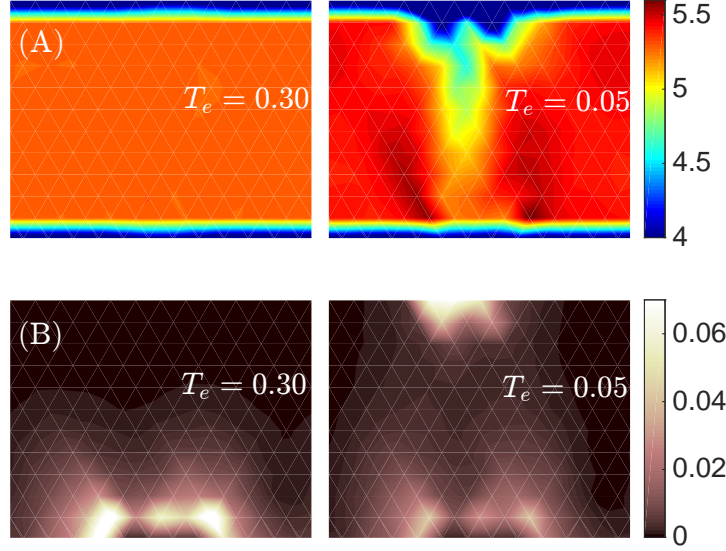 (A)
T_e = 0.30
T_e = 0.05
5.5
5
4.5
4
(B)
T_e = 0.30
T_e = 0.05
0.06
0.04
0.02
0